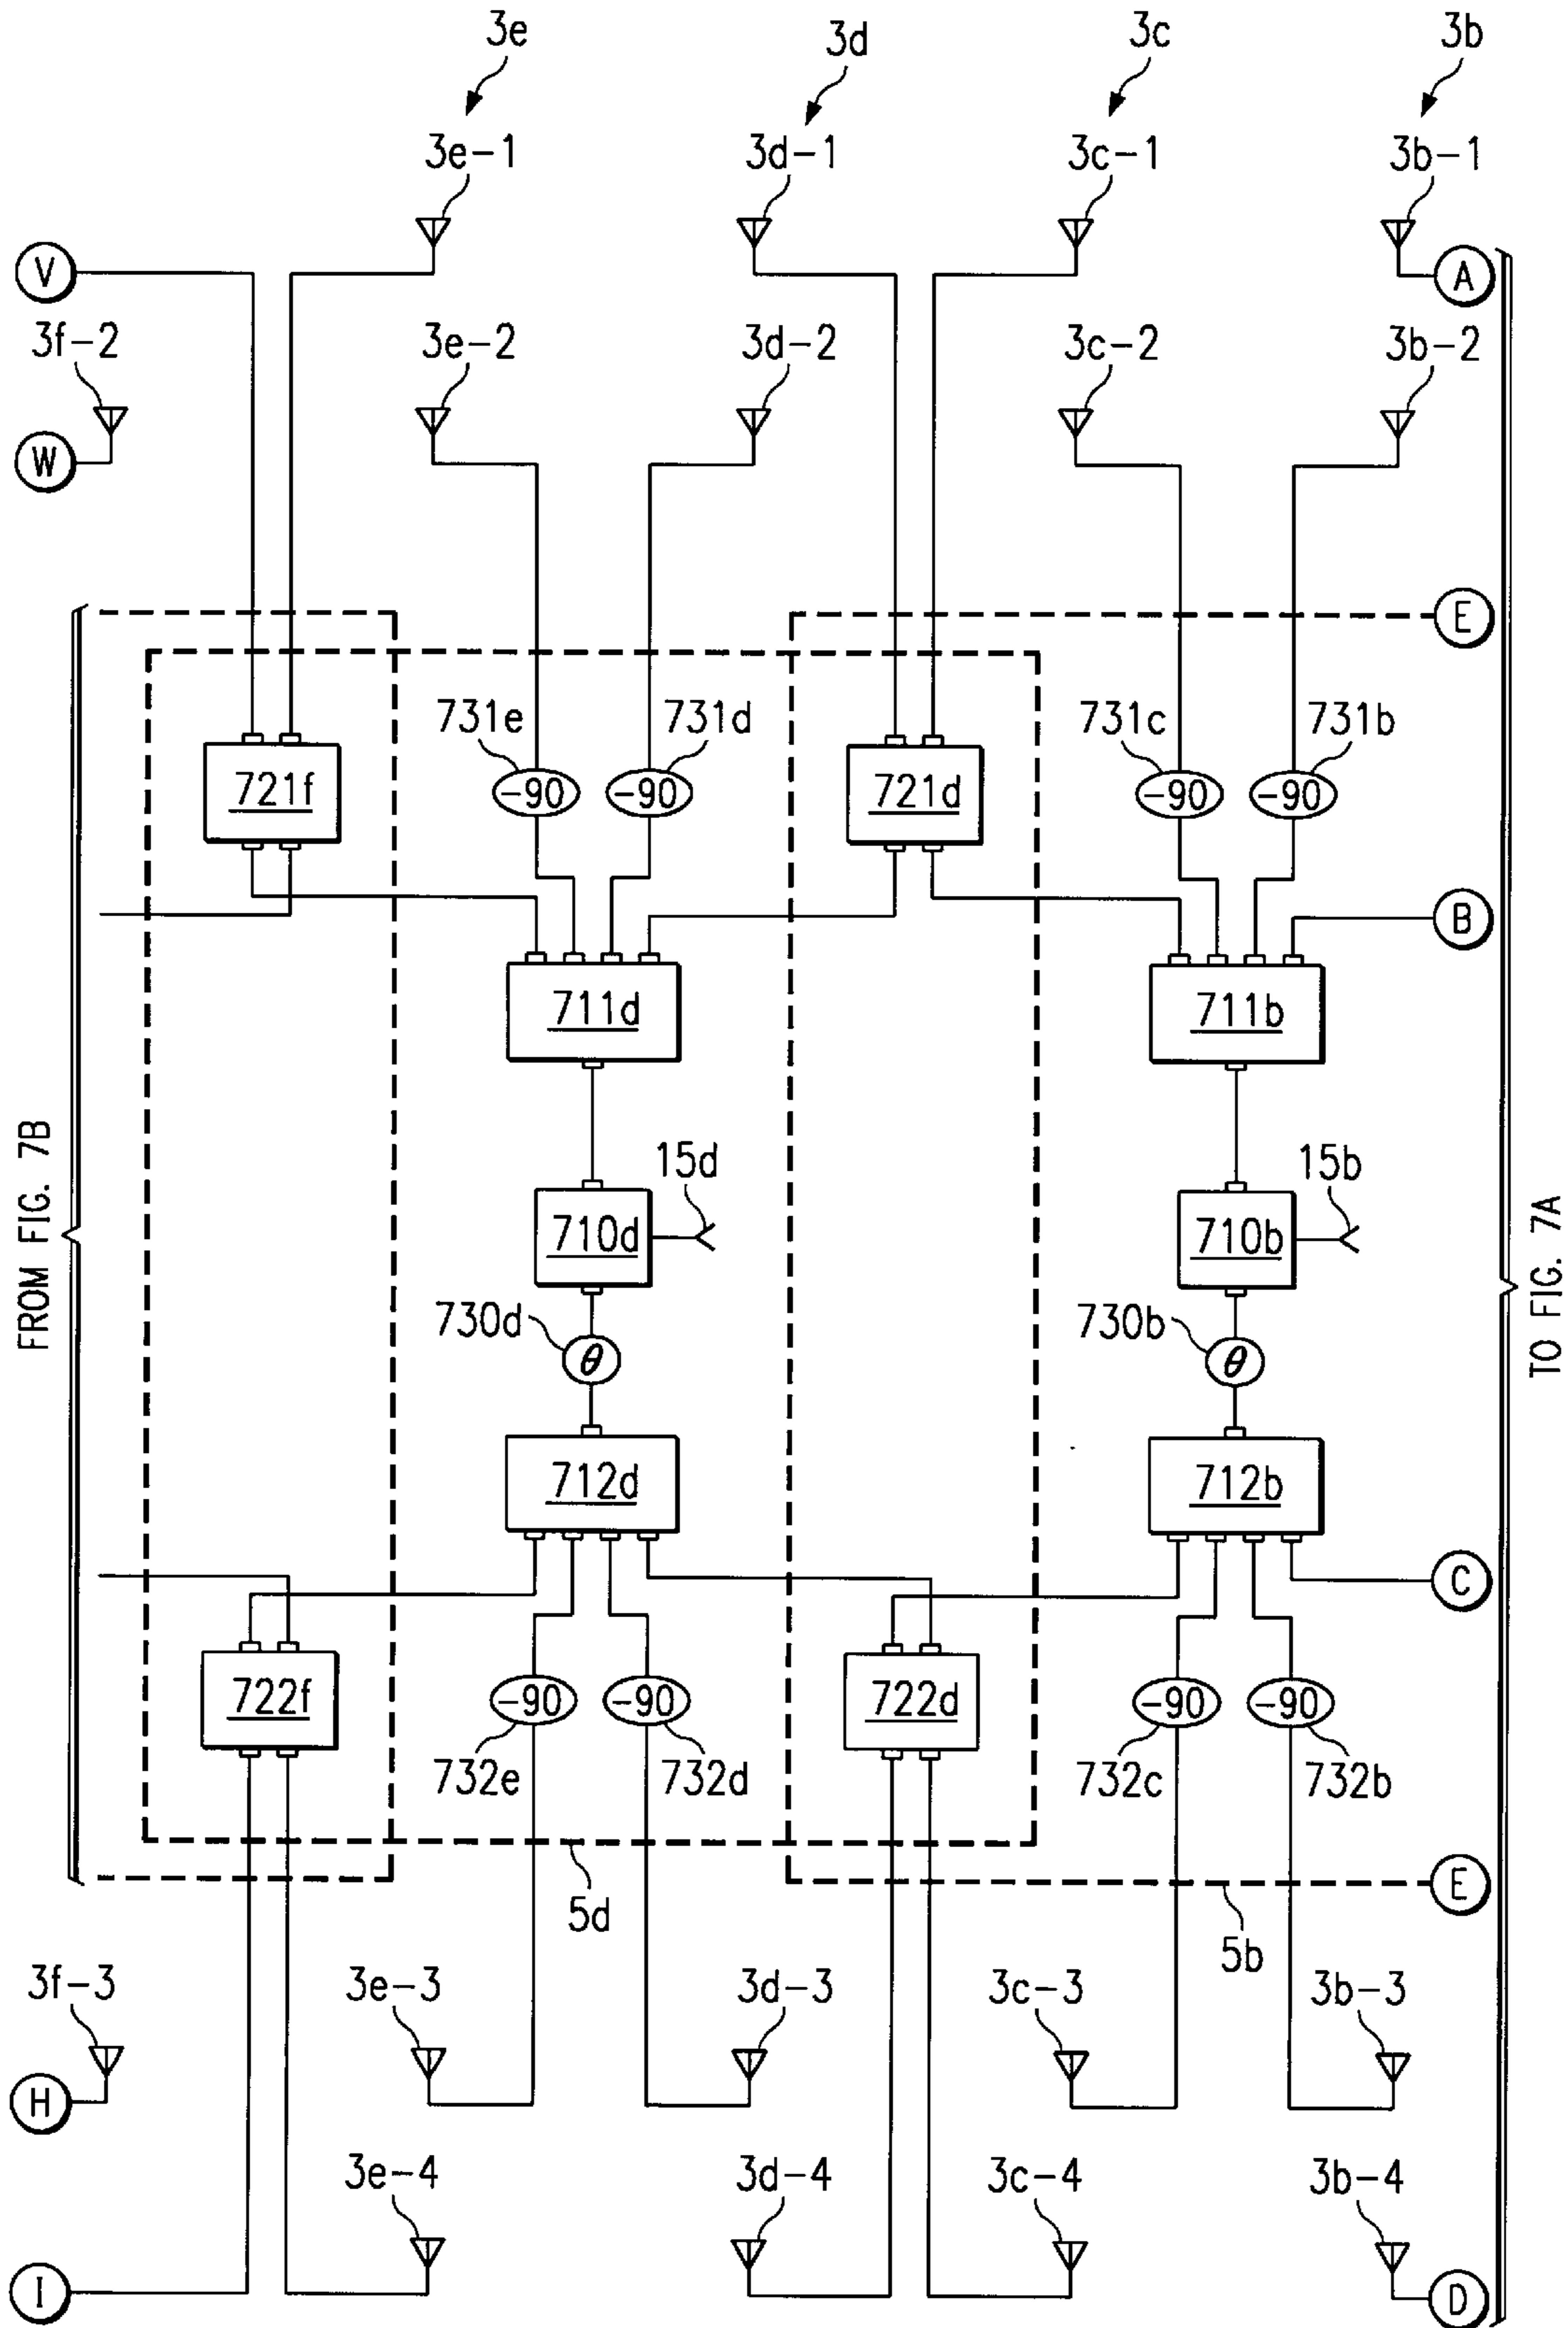 3e 3d 3c 3b
3e-1 3d-1 3c-1 3b-1
V A
3f-2 3e-2 3d-2 3c-2 3b-2
W
E
731e 731d 731c 731b
721f -90 -90 721d -90 -90
B
711d 711b
FROM FIG. 7B
TO FIG. 7A
15d 15b
710d 710b
730d θ 730b θ
712d 712b
C
722f -90 -90 722d -90 -90
732e 732d 732c 732b
5d E
5b
3f-3 3e-3 3d-3 3c-3 3b-3
H
3e-4 3d-4 3c-4 3b-4
I D